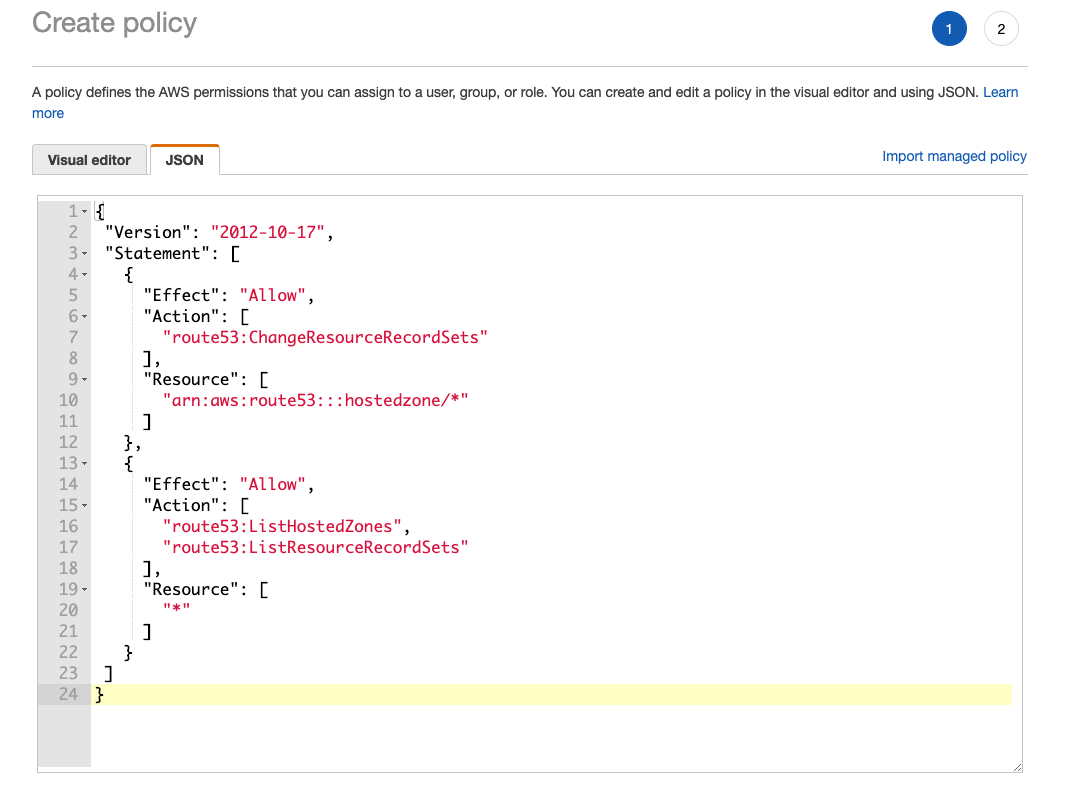 Create policy
1
2
A policy defines the AWS permissions that you can assign to a user, group, or role. You can create and edit a policy in the visual editor and using JSON. Learn
more
Visual editor
JSON
Import managed policy
1 {
2 "Version": "2012-10-17",
3 "Statement": [
4 {
5 "Effect": "Allow",
6 "Action": [
7 "route53:ChangeResourceRecordSets"
8 ],
9 "Resource": [
10 "arn:aws:route53:::hostedzone/*"
11 ]
12 },
13 {
14 "Effect": "Allow",
15 "Action": [
16 "route53:ListHostedZones",
17 "route53:ListResourceRecordSets"
18 ],
19 "Resource": [
20 "*"
21 ]
22 }
23 ]
24 }